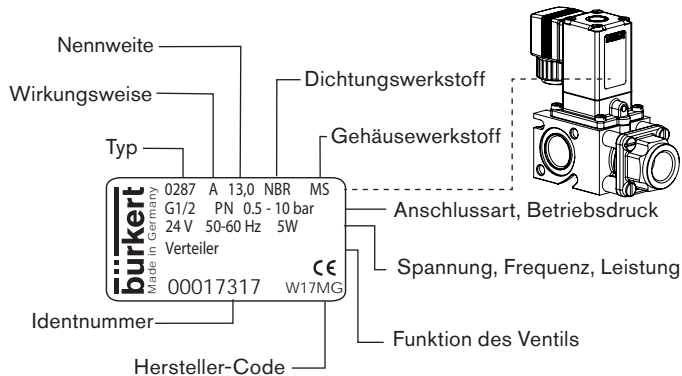 Nennweite
Dichtungswerkstoff
Wirkungsweise
Gehäusewerkstoff
Typ
0287 A 13,0 NBR MS
G1/2 PN 0.5 - 10 bar
24 V 50-60 Hz 5W
Verteiler
CE
00017317 W17MG
bürkert
Made in Germany
Anschlussart, Betriebsdruck
Spannung, Frequenz, Leistung
Identnummer
Funktion des Ventils
Hersteller-Code